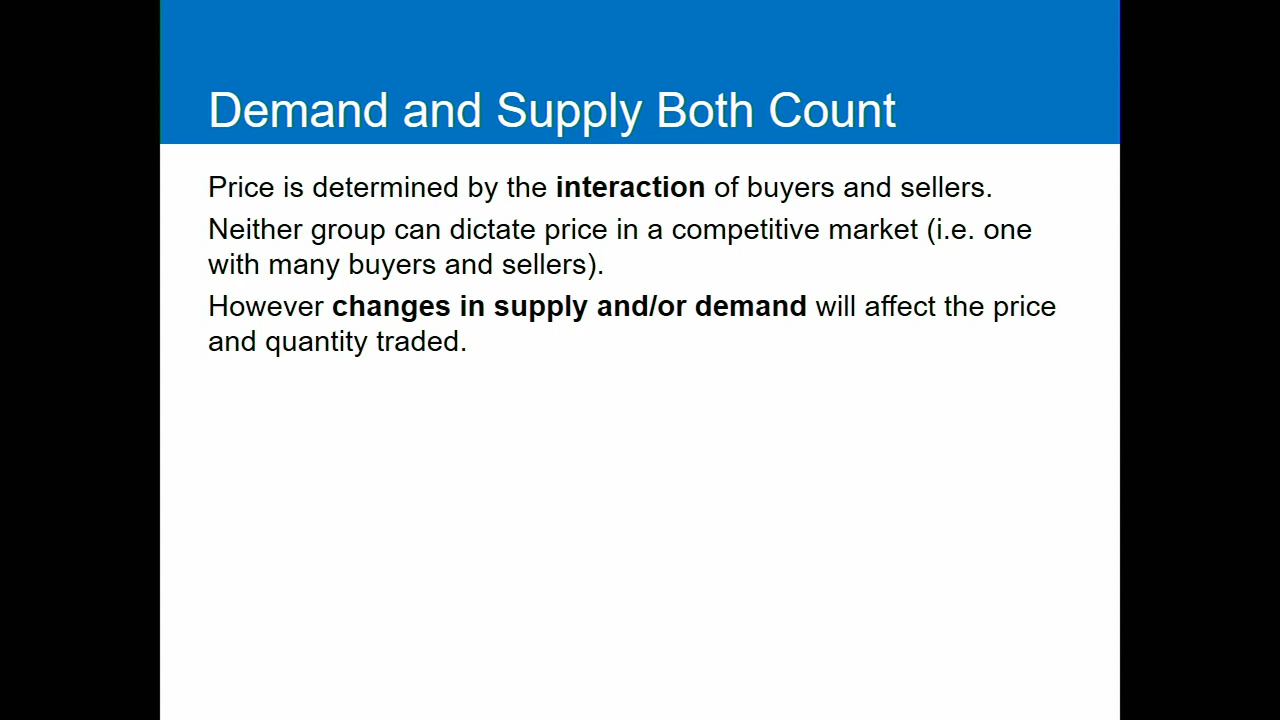 Demand and Supply Both Count
Price is determined by the interaction of buyers and sellers.
Neither group can dictate price in a competitive market (i.e. one
with many buyers and sellers).
However changes in supply and/or demand will affect the price
and quantity traded.